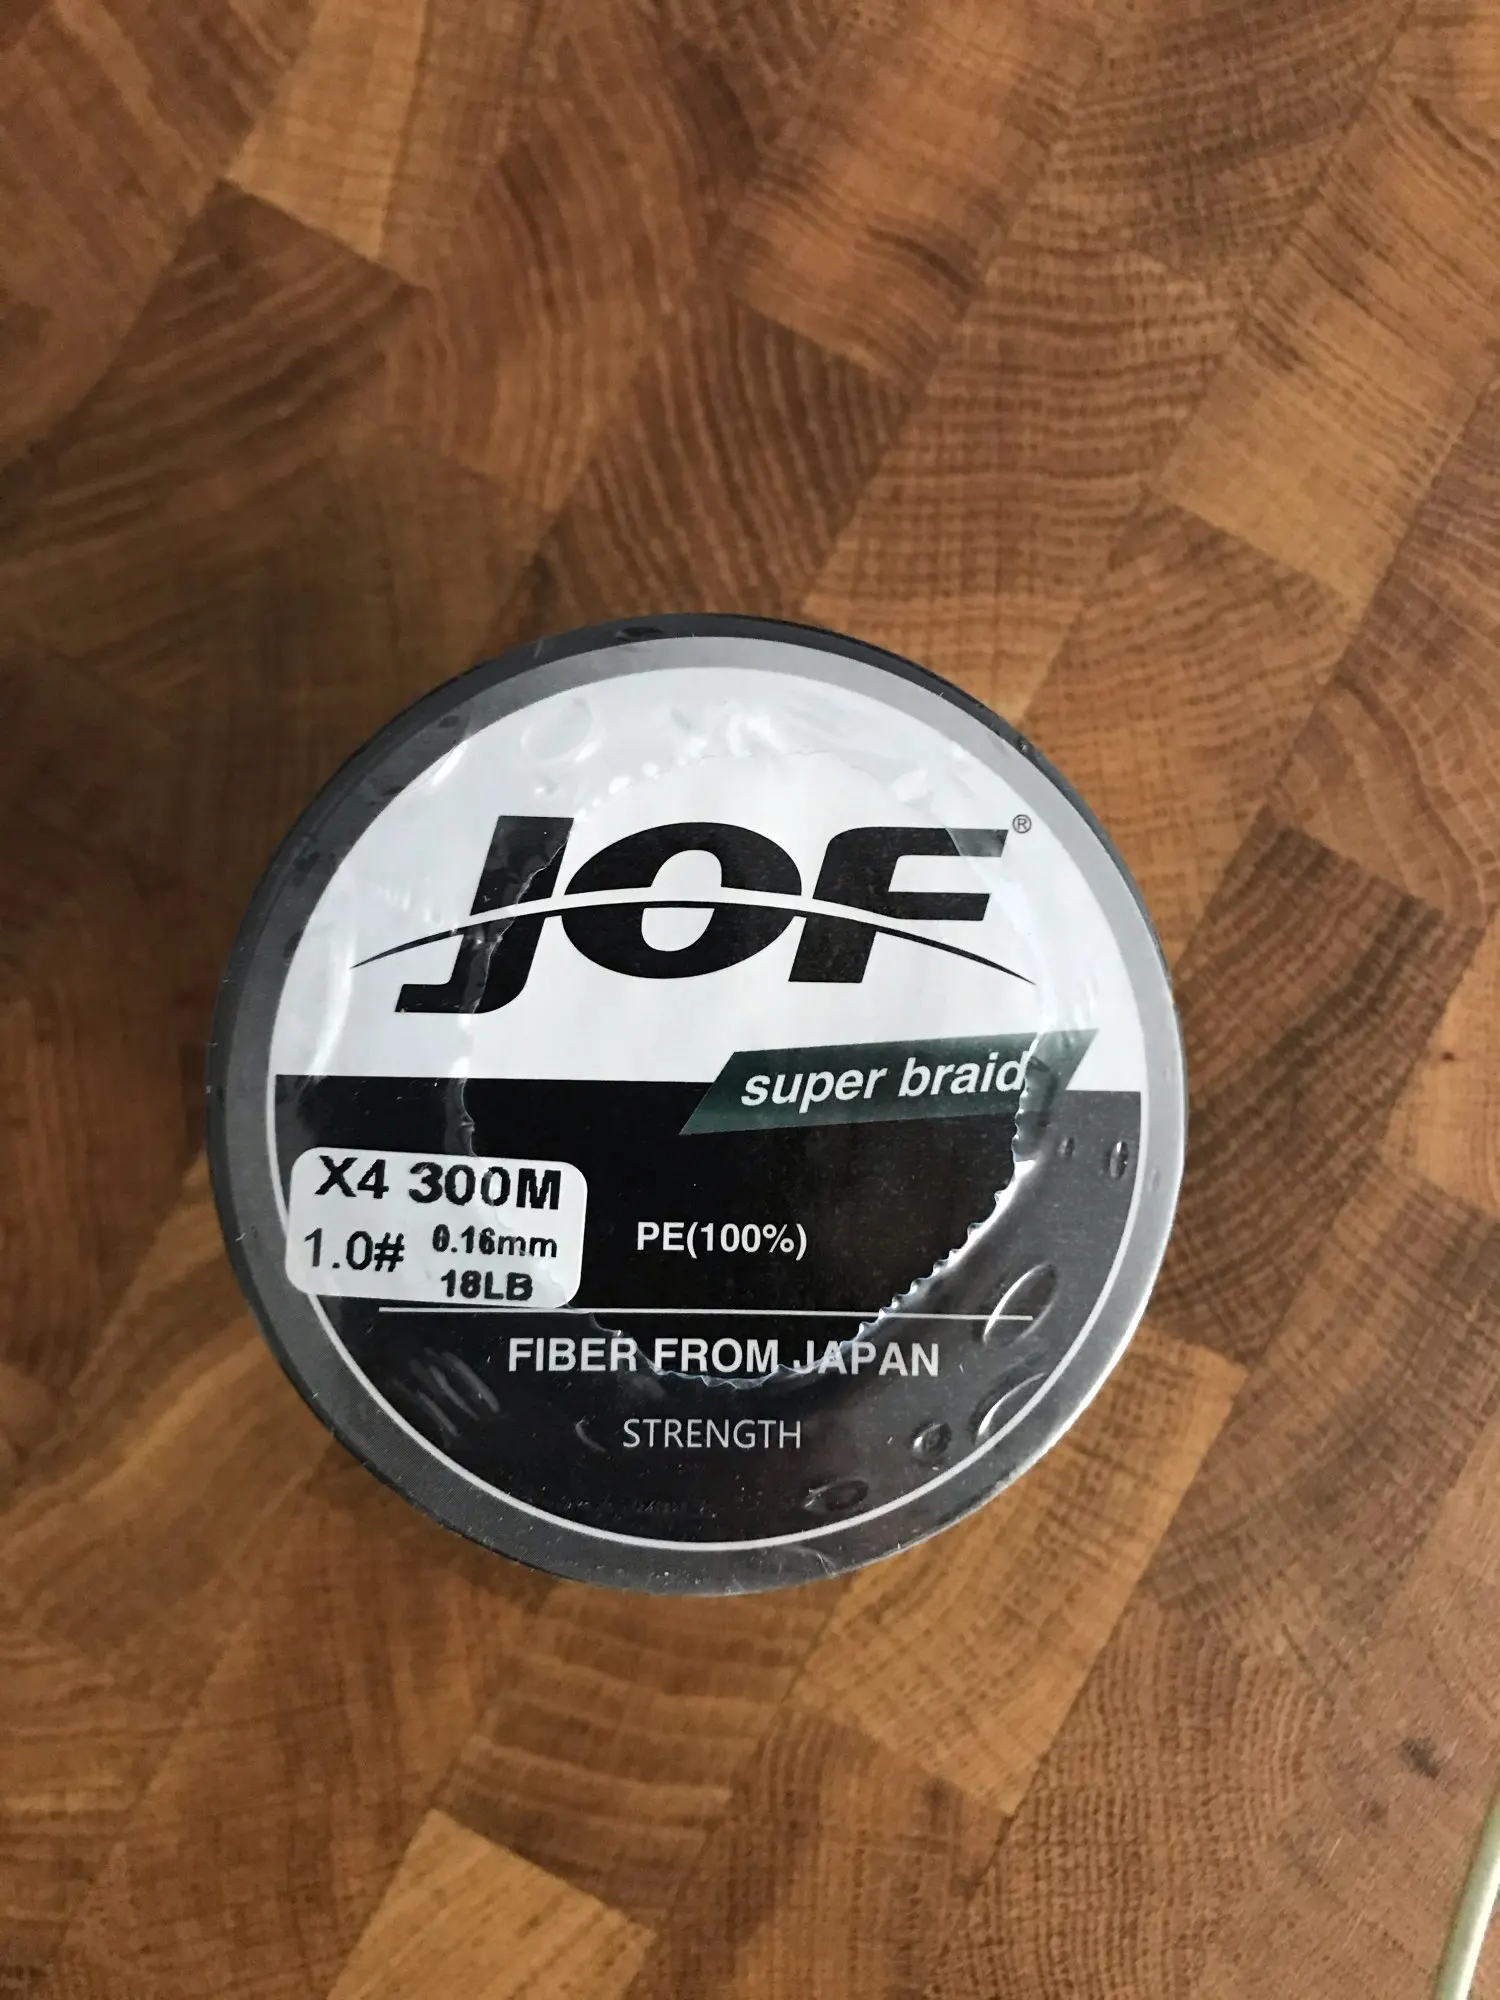 JOF®
super braid
X4 300M
1.0# 0.16mm
18LB
PE(100%)
FIBER FROM JAPAN
STRENGTH